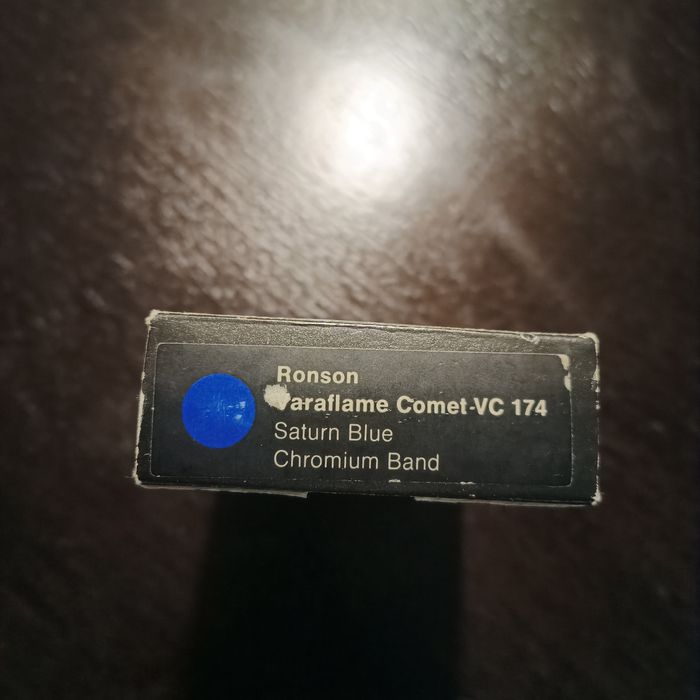 Ronson
Varaflame Comet-VC 174
Saturn Blue
Chromium Band